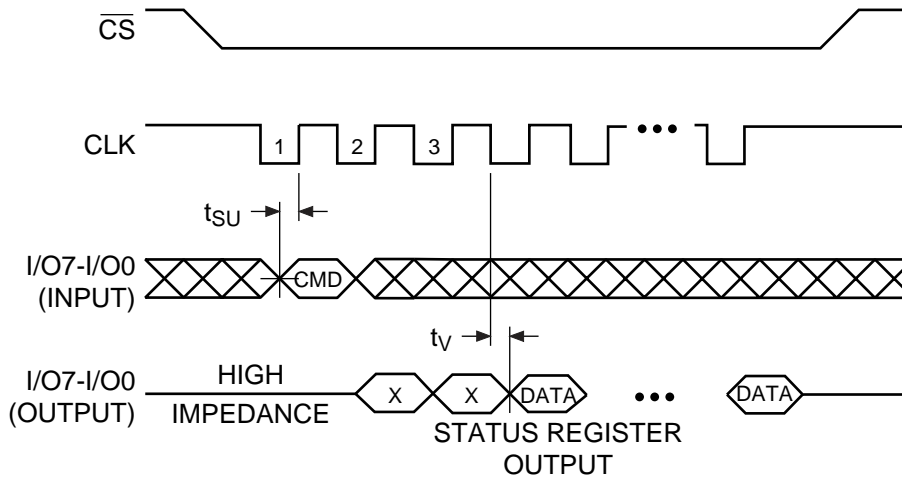 CS
CLK
1 2 3
•••
tSU
I/O7-I/O0
(INPUT)
CMD
tV
I/O7-I/O0
(OUTPUT)
HIGH
IMPEDANCE
X X DATA ••• DATA
STATUS REGISTER
OUTPUT